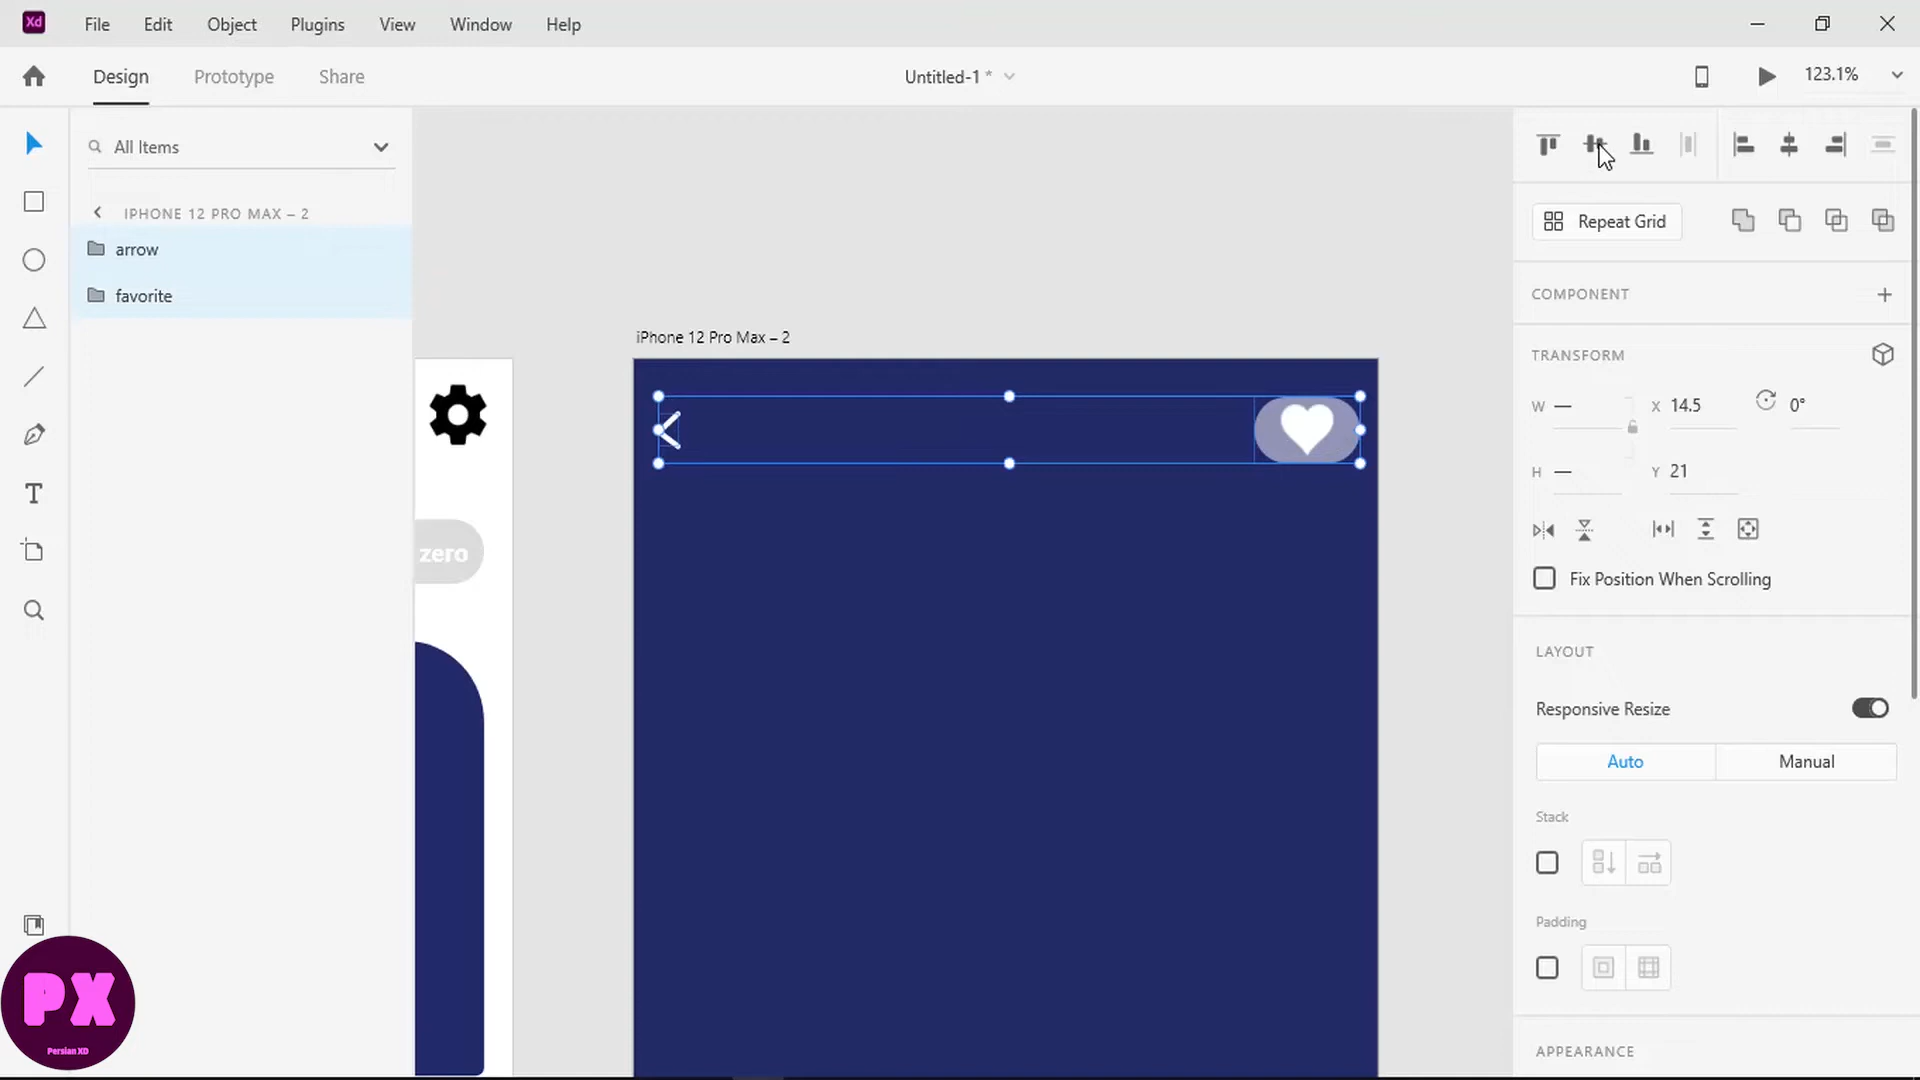 Xd File Edit Object Plugins View Window Help
Design Prototype Share Untitled-1 * 123.1%
All Items
IPHONE 12 PRO MAX – 2
arrow
favorite
iPhone 12 Pro Max – 2
zero
Repeat Grid
COMPONENT
TRANSFORM
W — X 14.5 0°
H — Y 21
Fix Position When Scrolling
LAYOUT
Responsive Resize
Auto Manual
Stack
Padding
APPEARANCE
PX
Persian XD